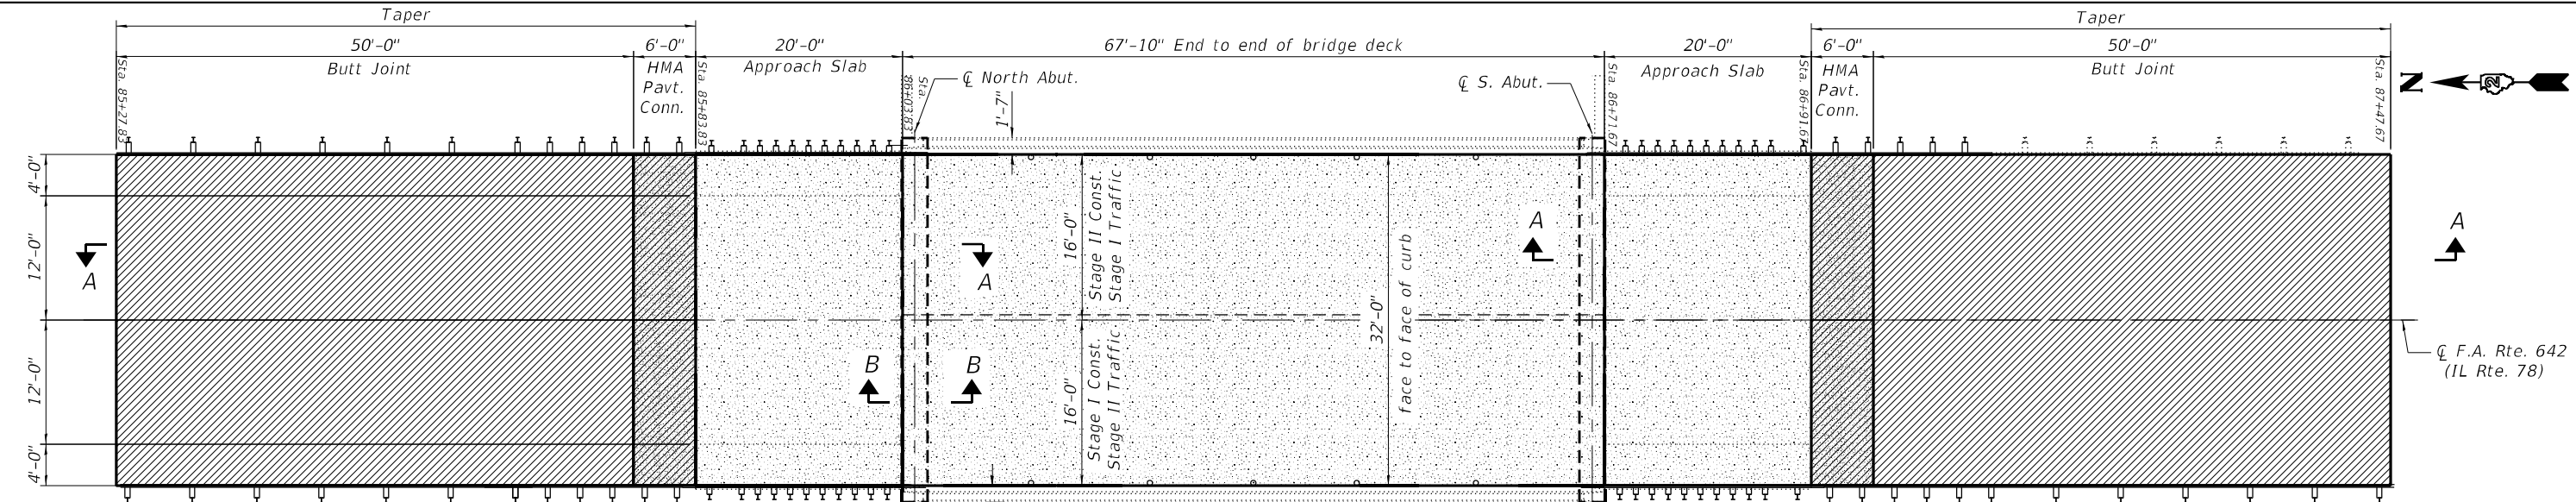 Taper
Taper
50'-0"
6'-0"
20'-0"
67'-10" End to end of bridge deck
20'-0"
6'-0"
50'-0"
Butt Joint
HMA
Pavt.
Conn.
Approach Slab
℄ North Abut.
℄ S. Abut.
Approach Slab
HMA
Pavt.
Conn.
Butt Joint
N
Sta. 85+27.83
Sta. 85+83.83
Sta.
86+03.83
1'-7"
Sta. 86+71.67
Sta. 86+91.67
Sta. 87+47.67
4'-0"
12'-0"
12'-0"
4'-0"
A
A
A
A
16'-0"
Stage II Const.
Stage I Traffic
16'-0"
Stage I Const.
Stage II Traffic
32'-0"
face to face of curb
B
B
℄ F.A. Rte. 642
(IL Rte. 78)